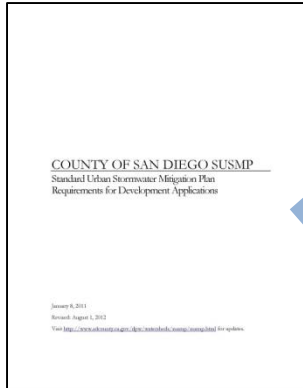 COUNTY OF SAN DIEGO SUSMP
Standard Urban Stormwater Mitigation Plan
Requirements for Development Applications
January 8, 2011
Revised: August 1, 2012
Visit http://www.sdcounty.ca.gov/dpw/watersheds/susmp/susmp.html for updates.